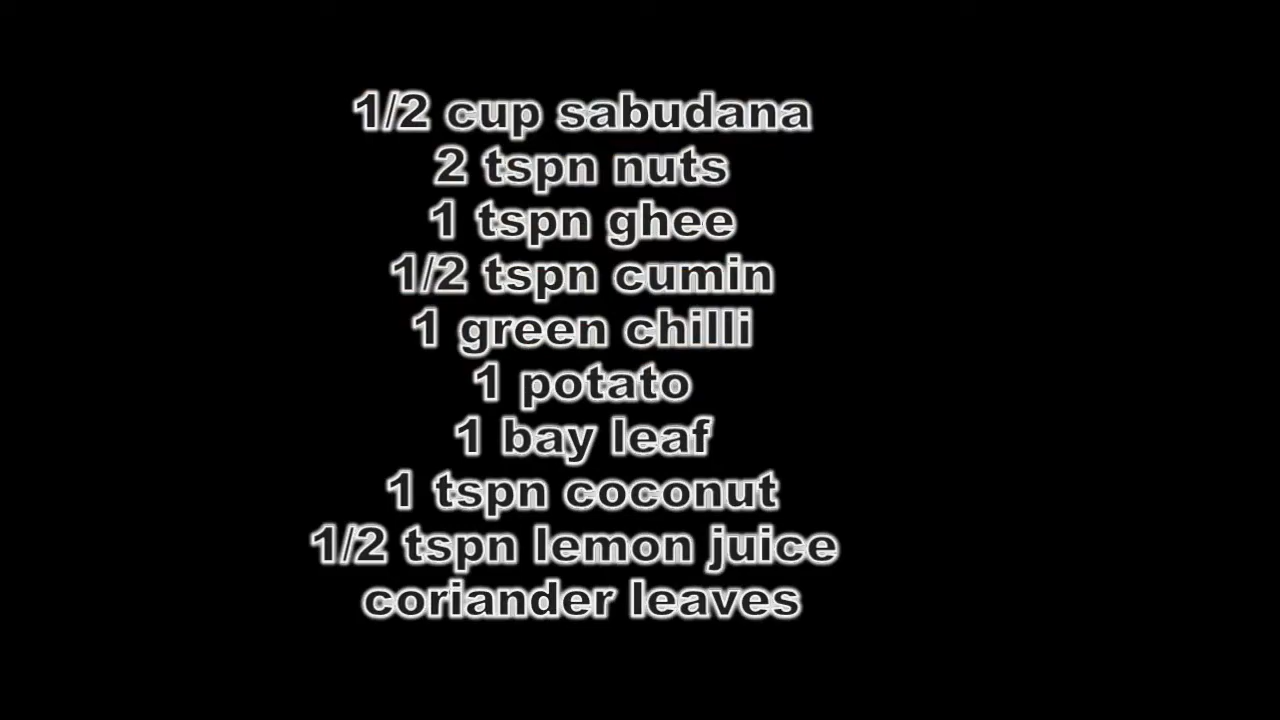 1/2 cup sabudana
2 tspn nuts
1 tspn ghee
1/2 tspn cumin
1 green chilli
1 potato
1 bay leaf
1 tspn coconut
1/2 tspn lemon juice
coriander leaves